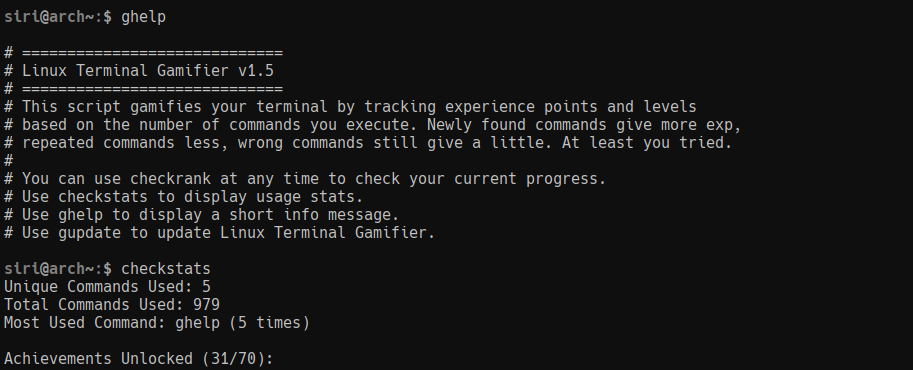 siri@arch~:$ ghelp
# =============================
# Linux Terminal Gamifier v1.5
# =============================
# This script gamifies your terminal by tracking experience points and levels
# based on the number of commands you execute. Newly found commands give more exp,
# repeated commands less, wrong commands still give a little. At least you tried.
#
# You can use checkrank at any time to check your current progress.
# Use checkstats to display usage stats.
# Use ghelp to display a short info message.
# Use gupdate to update Linux Terminal Gamifier.
siri@arch~:$ checkstats
Unique Commands Used: 5
Total Commands Used: 979
Most Used Command: ghelp (5 times)
Achievements Unlocked (31/70):